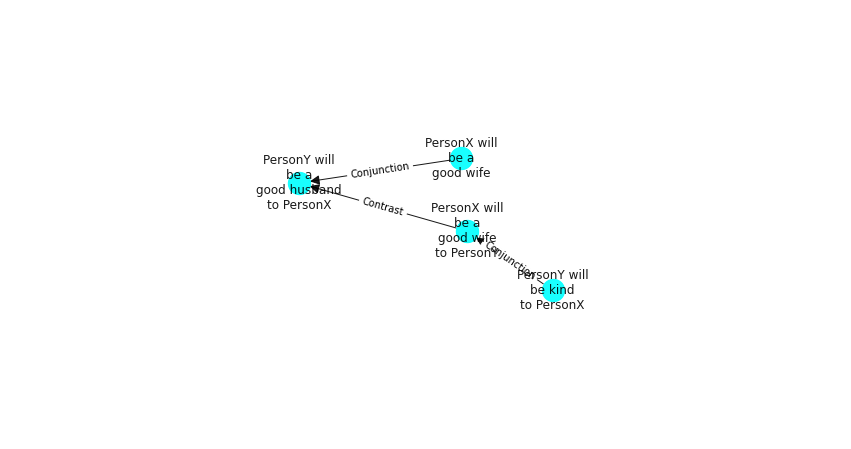 PersonX will
be a
good wife
PersonY will
be a
good husband
to PersonX
Conjunction
Contrast
PersonX will
be a
good wife
to PersonY
Conjunction
PersonY will
be kind
to PersonX